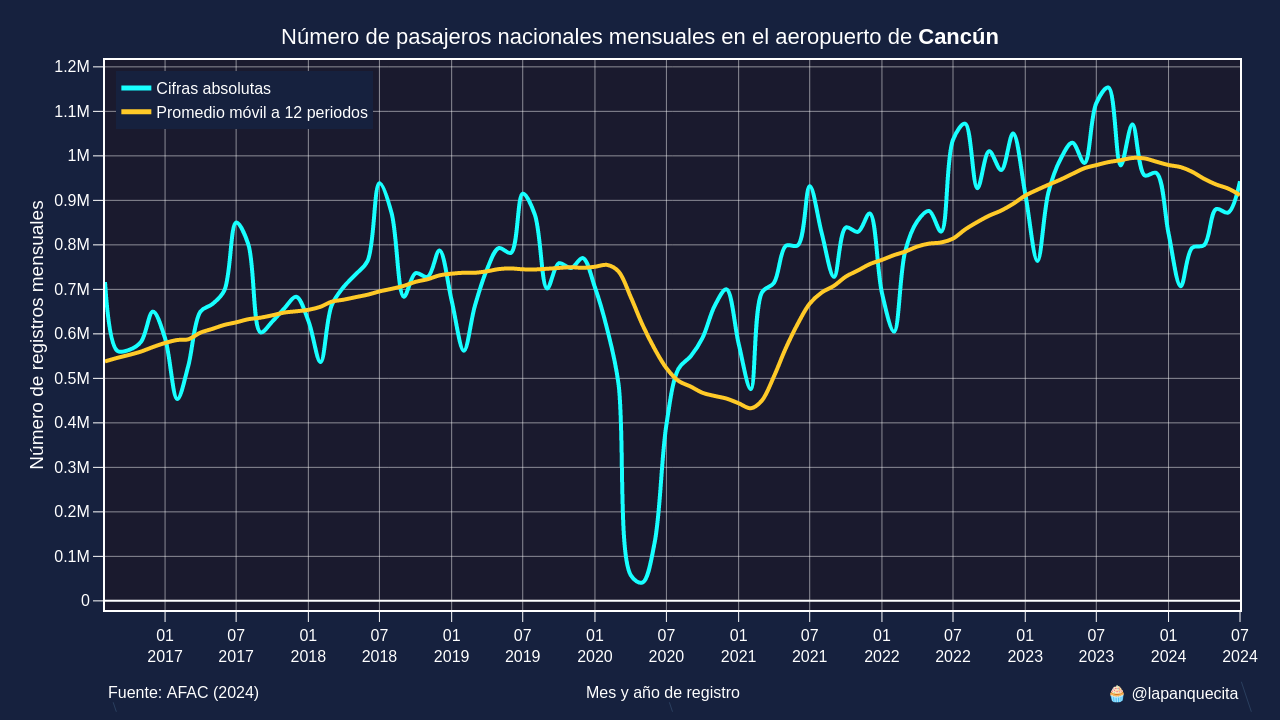 Número de pasajeros nacionales mensuales en el aeropuerto de Cancún
Cifras absolutas
Promedio móvil a 12 periodos
Número de registros mensuales
1.2M
1.1M
1M
0.9M
0.8M
0.7M
0.6M
0.5M
0.4M
0.3M
0.2M
0.1M
0
01 07 01 07 01 07 01 07 01 07 01 07 01 07 01 07
2017 2017 2018 2018 2019 2019 2020 2020 2021 2021 2022 2022 2023 2023 2024 2024
Fuente: AFAC (2024) Mes y año de registro 🧁 @lapanquecita